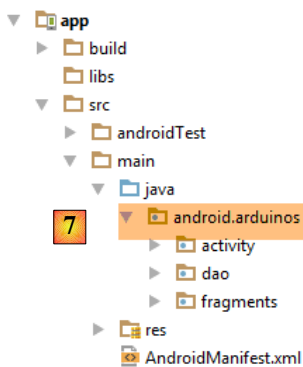 app
build
libs
src
androidTest
main
java
7
android.arduinos
activity
dao
fragments
res
AndroidManifest.xml